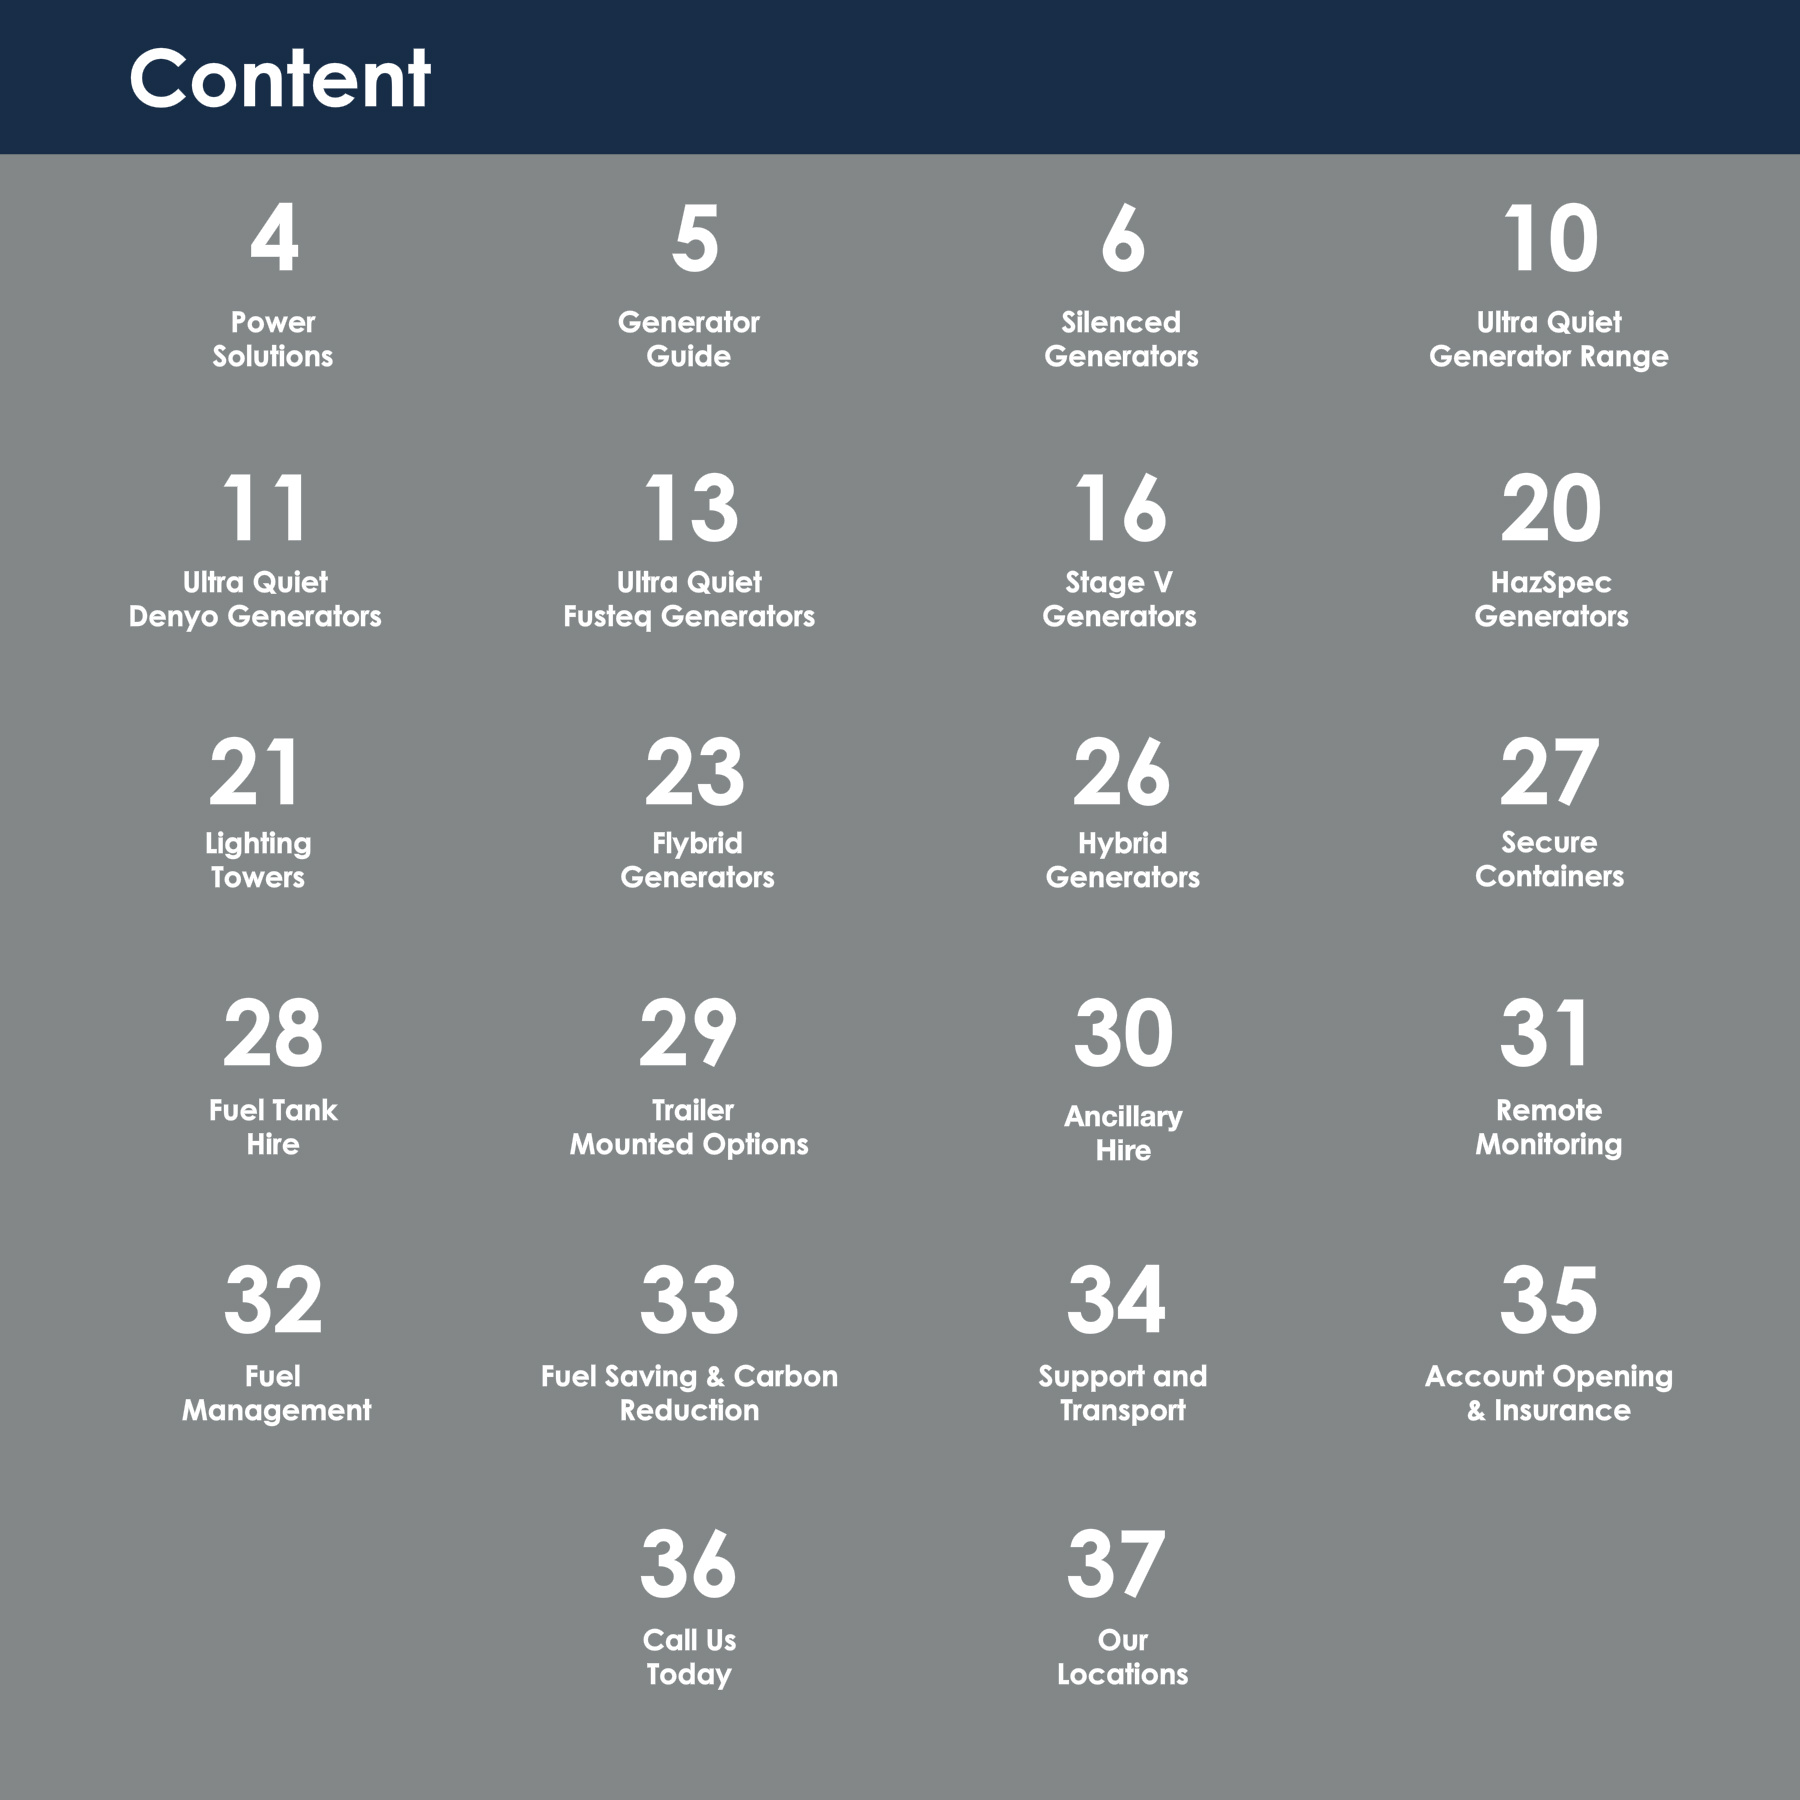 Content
4
Power
Solutions
5
Generator
Guide
6
Silenced
Generators
10
Ultra Quiet
Generator Range
11
Ultra Quiet
Denyo Generators
13
Ultra Quiet
Fusteq Generators
16
Stage V
Generators
20
HazSpec
Generators
21
Lighting
Towers
23
Flybrid
Generators
26
Hybrid
Generators
27
Secure
Containers
28
Fuel Tank
Hire
29
Trailer
Mounted Options
30
Ancillary
Hire
31
Remote
Monitoring
32
Fuel
Management
33
Fuel Saving & Carbon
Reduction
34
Support and
Transport
35
Account Opening
& Insurance
36
Call Us
Today
37
Our
Locations